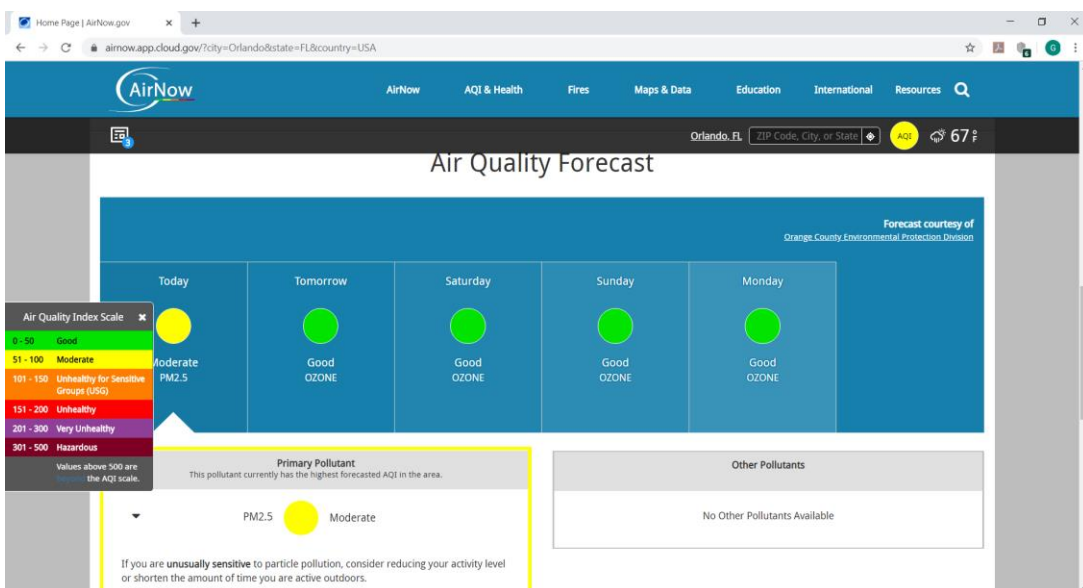 Home Page | AirNow.gov
airnow.app.cloud.gov/?city=Orlando&state=FL&country=USA
G
6
AirNow
AirNow AQI & Health Fires Maps & Data Education International Resources
3
Orlando, FL ZIP Code, City, or State AQI 67 °F
Air Quality Forecast
Forecast courtesy of
Orange County Environmental Protection Division
Today Tomorrow Saturday Sunday Monday
Moderate Good Good Good Good
PM2.5 OZONE OZONE OZONE OZONE
Air Quality Index Scale
0 - 50 Good
51 - 100 Moderate
101 - 150 Unhealthy for Sensitive
Groups (USG)
151 - 200 Unhealthy
201 - 300 Very Unhealthy
301 - 500 Hazardous
Values above 500 are
Beyond the AQI scale.
Primary Pollutant
This pollutant currently has the highest forecasted AQI in the area.
PM2.5 Moderate
If you are unusually sensitive to particle pollution, consider reducing your activity level
or shorten the amount of time you are active outdoors.
Other Pollutants
No Other Pollutants Available